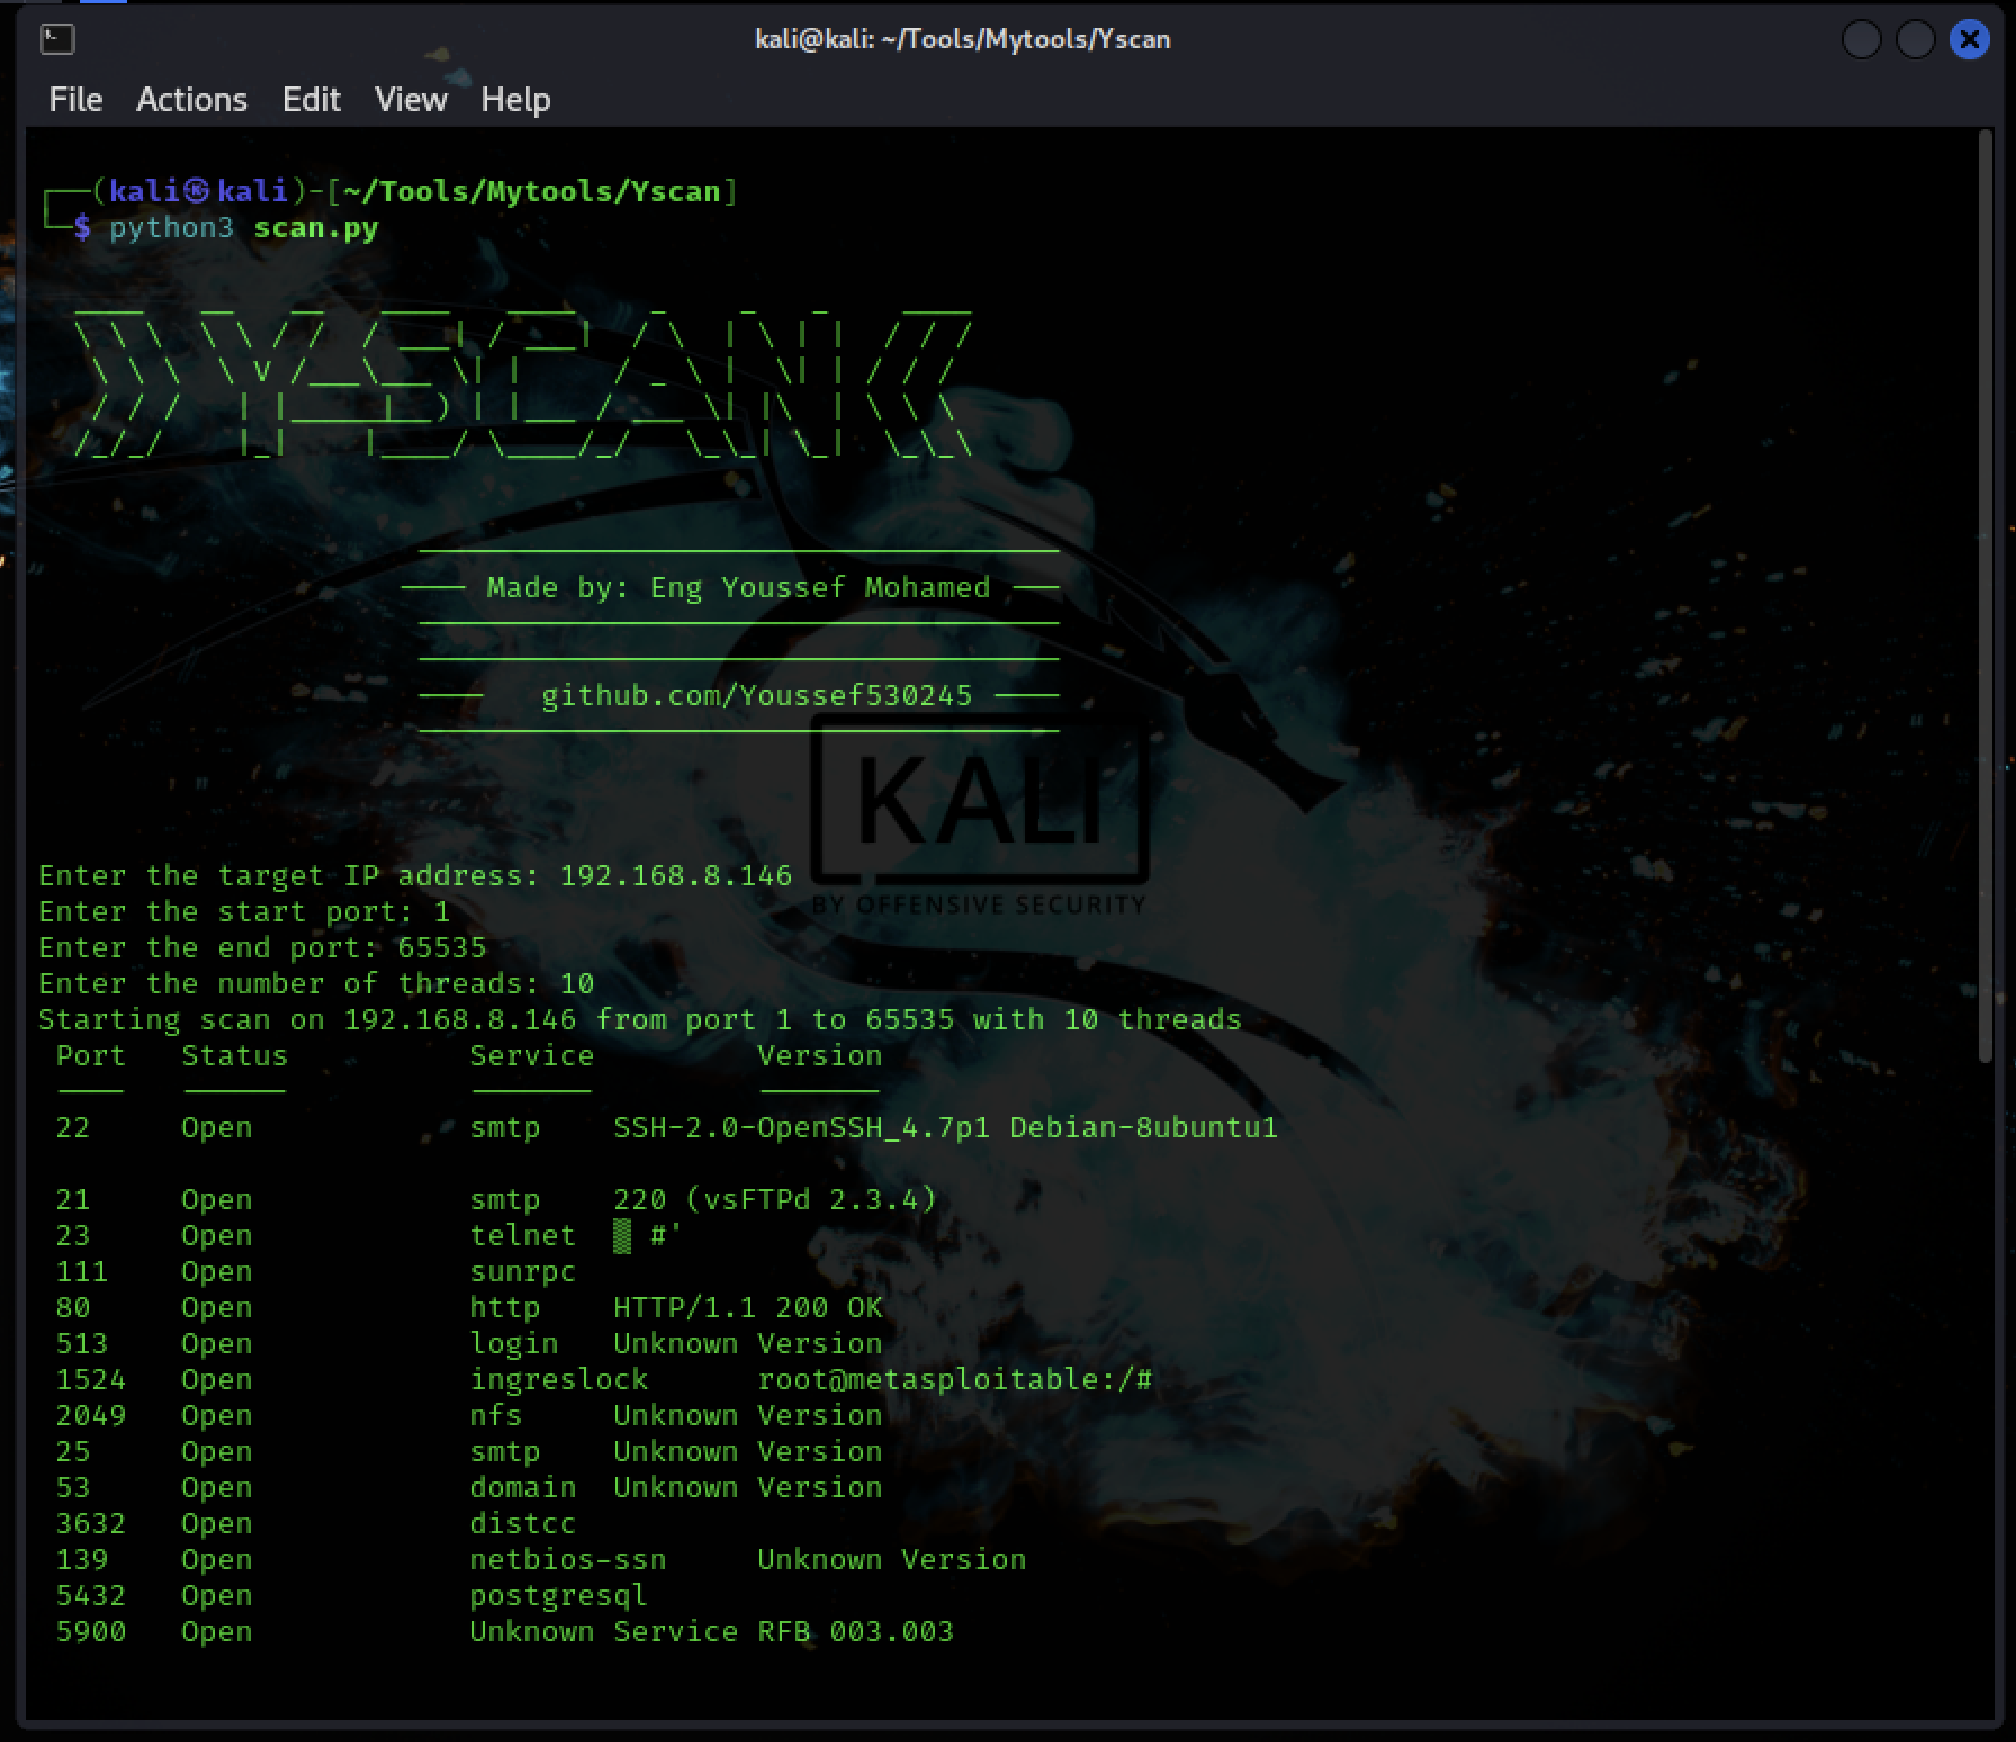 kali@kali: ~/Tools/Mytools/Yscan
File Actions Edit View Help
┌──(kali㉿kali)-[~/Tools/Mytools/Yscan]
└─$ python3 scan.py
Y-SCAN
Made by: Eng Youssef Mohamed
github.com/Youssef530245
KALI
BY OFFENSIVE SECURITY
Enter the target IP address: 192.168.8.146
Enter the start port: 1
Enter the end port: 65535
Enter the number of threads: 10
Starting scan on 192.168.8.146 from port 1 to 65535 with 10 threads
Port Status Service Version
22 Open smtp SSH-2.0-OpenSSH_4.7p1 Debian-8ubuntu1
21 Open smtp 220 (vsFTPd 2.3.4)
23 Open telnet ▒ #'
111 Open sunrpc
80 Open http HTTP/1.1 200 OK
513 Open login Unknown Version
1524 Open ingreslock root@metasploitable:/#
2049 Open nfs Unknown Version
25 Open smtp Unknown Version
53 Open domain Unknown Version
3632 Open distcc
139 Open netbios-ssn Unknown Version
5432 Open postgresql
5900 Open Unknown Service RFB 003.003